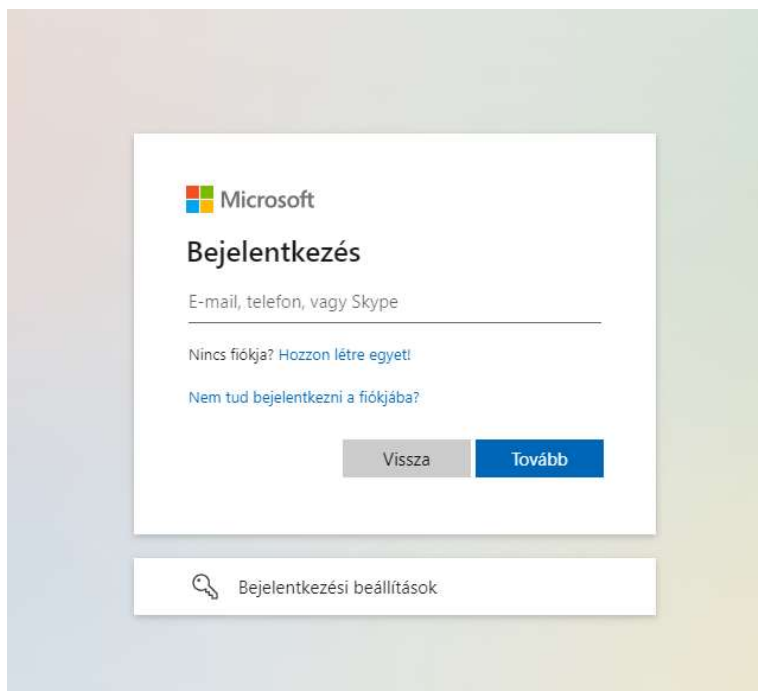 Microsoft
Bejelentkezés
E-mail, telefon, vagy Skype
Nincs fiókja? Hozzon létre egyet!
Nem tud bejelentkezni a fiókjába?
Vissza Tovább
Bejelentkezési beállítások